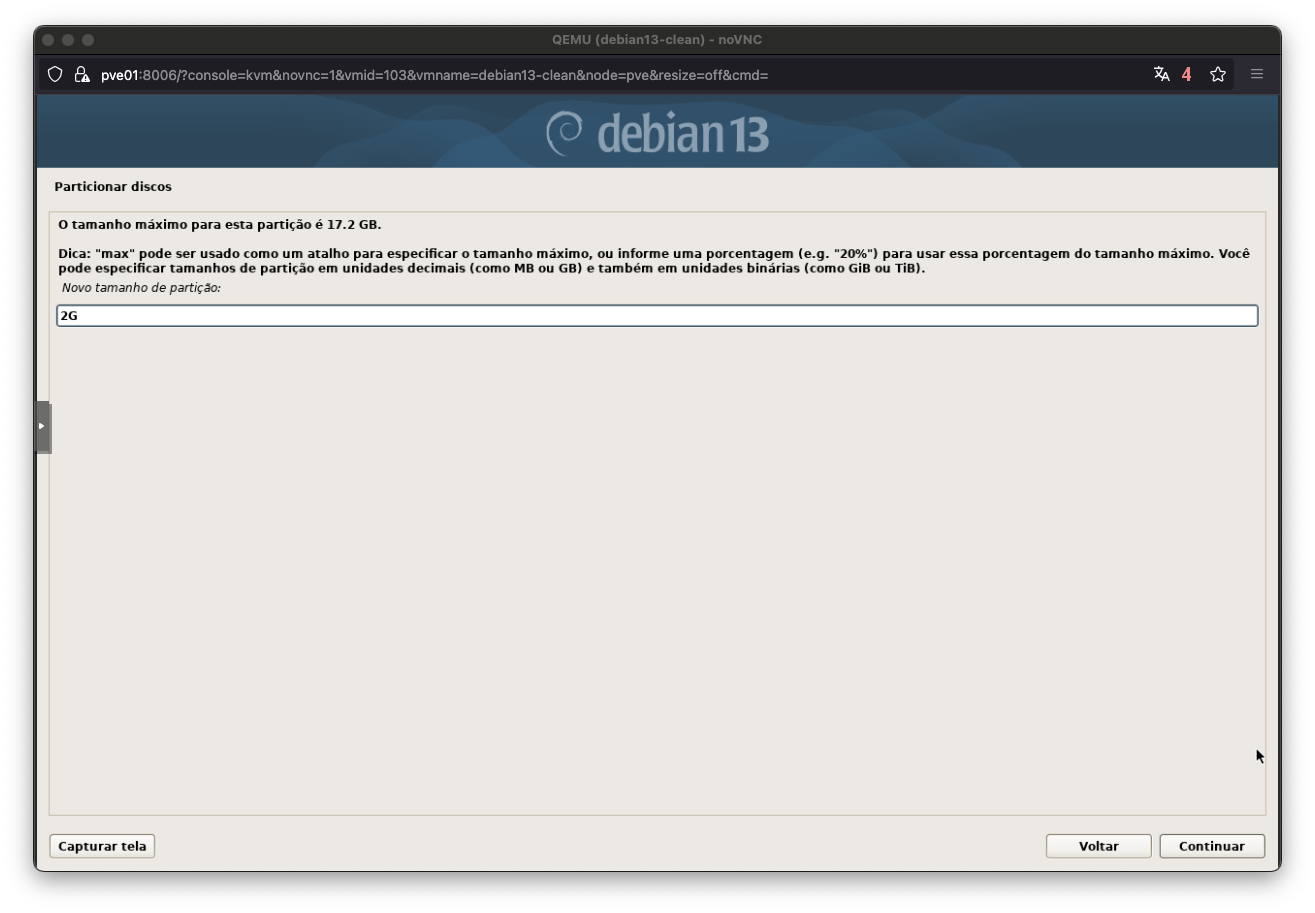 QEMU (debian13-clean) - noVNC
pve01:8006/?console=kvm&novnc=1&vmid=103&vmname=debian13-clean&node=pve&resize=off&cmd=
4
debian 13
Particionar discos
O tamanho máximo para esta partição é 17.2 GB.
Dica: "max" pode ser usado como um atalho para especificar o tamanho máximo, ou informe uma porcentagem (e.g. "20%") para usar essa porcentagem do tamanho máximo. Você
pode especificar tamanhos de partição em unidades decimais (como MB ou GB) e também em unidades binárias (como GiB ou TiB).
Novo tamanho de partição:
2G
Capturar tela
Voltar
Continuar